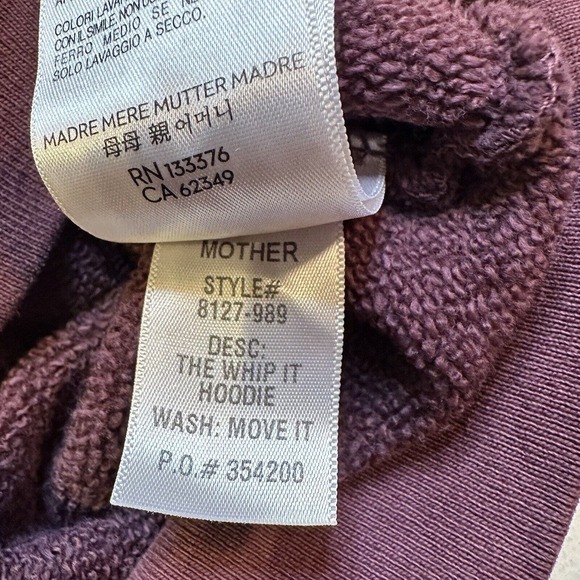 COLORI
CON IL SIMILE. NON
FERRO MEDIO SE
SOLO LAVAGGIO A SECCO.
MADRE MERE MUTTER MADRE
母母 親 어머니
RN 133376
CA 62349
MOTHER
STYLE#
8127-989
DESC:
THE WHIP IT
HOODIE
WASH: MOVE IT
P.O.# 354200